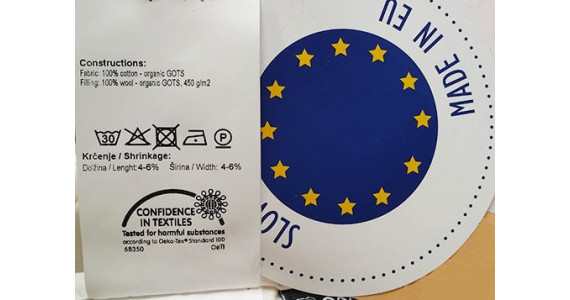 Constructions:
Fabric: 100% cotton - organic GOTS
Filling: 100% wool - organic GOTS, 450 g/m2
30
P
Krčenje / Shrinkage:
Dolžina / Lenght:4-6% Širina / Width: 4-6%
CONFIDENCE
IN TEXTILES
Tested for harmful substances
according to Oeko-Tex® Standard 100
68350 OeTI
MADE IN EU
SLO